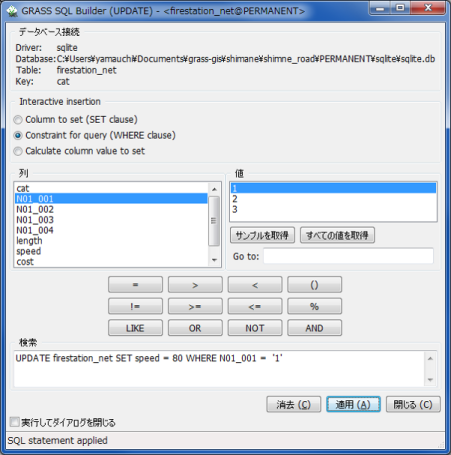 GRASS SQL Builder (UPDATE) - <firestation_net@PERMANENT>
データベース接続
Driver: sqlite
Database: C:¥Users¥yamauch¥Documents¥grass-gis¥shimane¥shimne_road¥PERMANENT¥sqlite¥sqlite.db
Table: firestation_net
Key: cat
Interactive insertion
Column to set (SET clause)
Constraint for query (WHERE clause)
Calculate column value to set
列
cat
N01_001
N01_002
N01_003
N01_004
length
speed
cost
値
1
2
3
サンプルを取得 すべての値を取得
Go to:
= > < ()
!= >= <= %
LIKE OR NOT AND
検索
UPDATE firestation_net SET speed = 80 WHERE N01_001 = '1'
消去 (C) 適用 (A) 閉じる (C)
実行してダイアログを閉じる
SQL statement applied